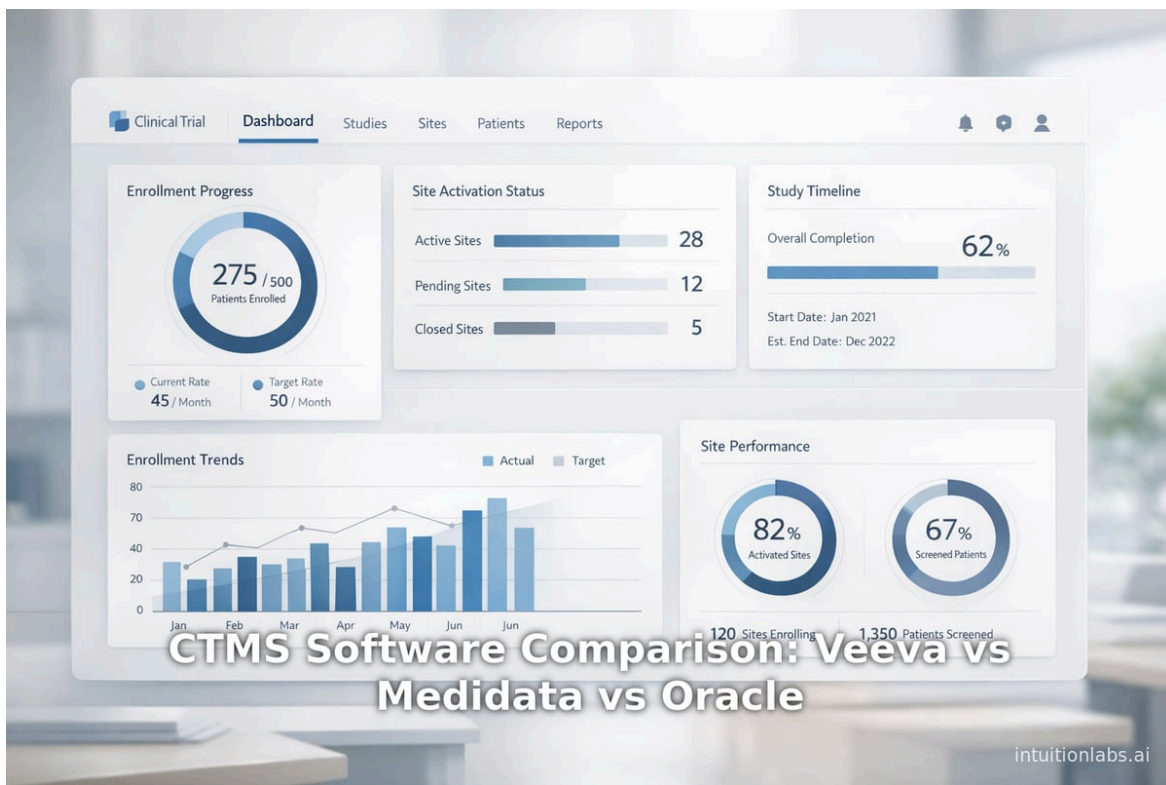 Clinical Trial Dashboard Studies Sites Patients Reports
Enrollment Progress
275 / 500
Patients Enrolled
Current Rate
45 / Month
Target Rate
50 / Month
Site Activation Status
Active Sites 28
Pending Sites 12
Closed Sites 5
Study Timeline
Overall Completion 62%
Start Date: Jan 2021
Est. End Date: Dec 2022
Enrollment Trends
Actual Target
80
70
40
20
0
Jan Feb Mar Apr May Jun Jun
Site Performance
82%
Activated Sites
67%
Screened Patients
120 Sites Enrolling 1,350 Patients Screened
CTMS Software Comparison: Veeva vs
Medidata vs Oracle
intuitionlabs.ai